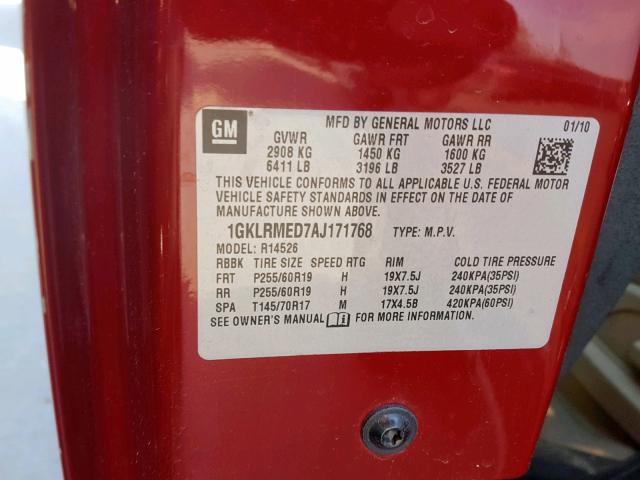 GM
MFD BY GENERAL MOTORS LLC 01/10
GVWR GAWR FRT GAWR RR
2908 KG 1450 KG 1600 KG
6411 LB 3196 LB 3527 LB
THIS VEHICLE CONFORMS TO ALL APPLICABLE U.S. FEDERAL MOTOR
VEHICLE SAFETY STANDARDS IN EFFECT ON THE DATE OF
MANUFACTURE SHOWN ABOVE.
1GKLRMED7AJ171768 TYPE: M.P.V.
MODEL: R14526
RBBK TIRE SIZE SPEED RTG RIM COLD TIRE PRESSURE
FRT P255/60R19 H 19X7.5J 240KPA(35PSI)
RR P255/60R19 H 19X7.5J 240KPA(35PSI)
SPA T145/70R17 M 17X4.5B 420KPA(60PSI)
SEE OWNER'S MANUAL FOR MORE INFORMATION.